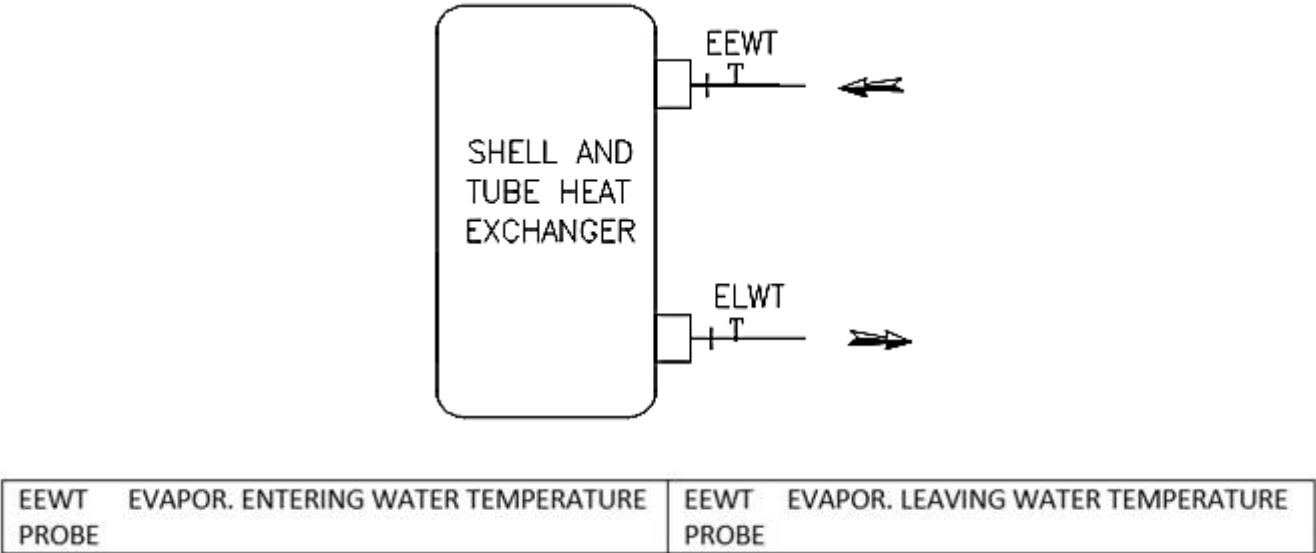 EEWT
T
SHELL AND
TUBE HEAT
EXCHANGER
ELWT
T
EEWT EVAPOR. ENTERING WATER TEMPERATURE
PROBE
EEWT EVAPOR. LEAVING WATER TEMPERATURE
PROBE